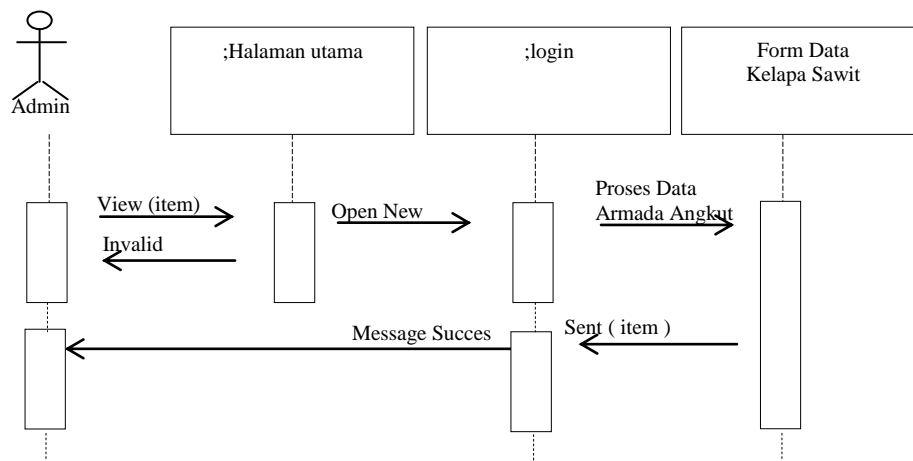 Admin
;Halaman utama
;login
Form Data
Kelapa Sawit
View (item)
Invalid
Open New
Proses Data
Armada Angkut
Message Succes
Sent ( item )